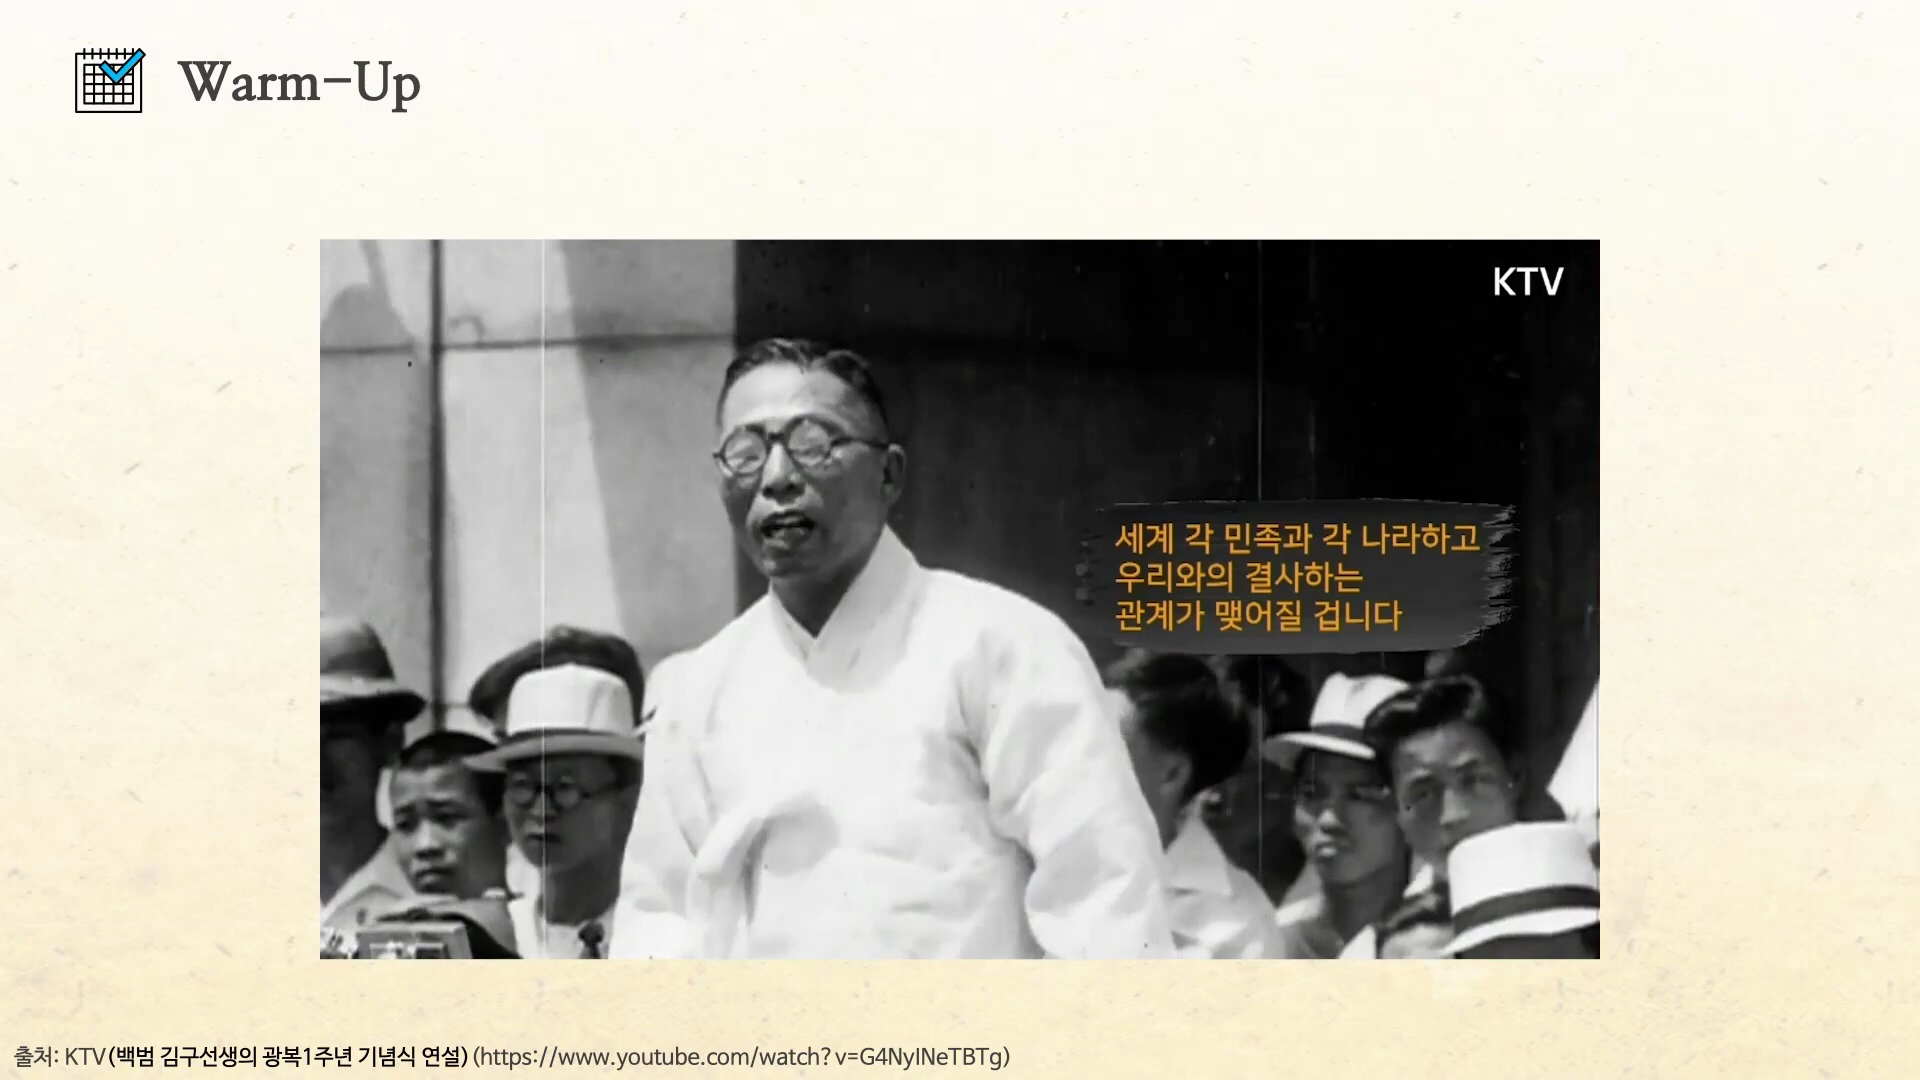 Warm-Up
KTV
세계 각 민족과 각 나라하고
우리와의 결사하는
관계가 맺어질 겁니다
출처: KTV(백범 김구선생의 광복1주년 기념식 연설) (https://www.youtube.com/watch?v=G4NyINeTBTg)